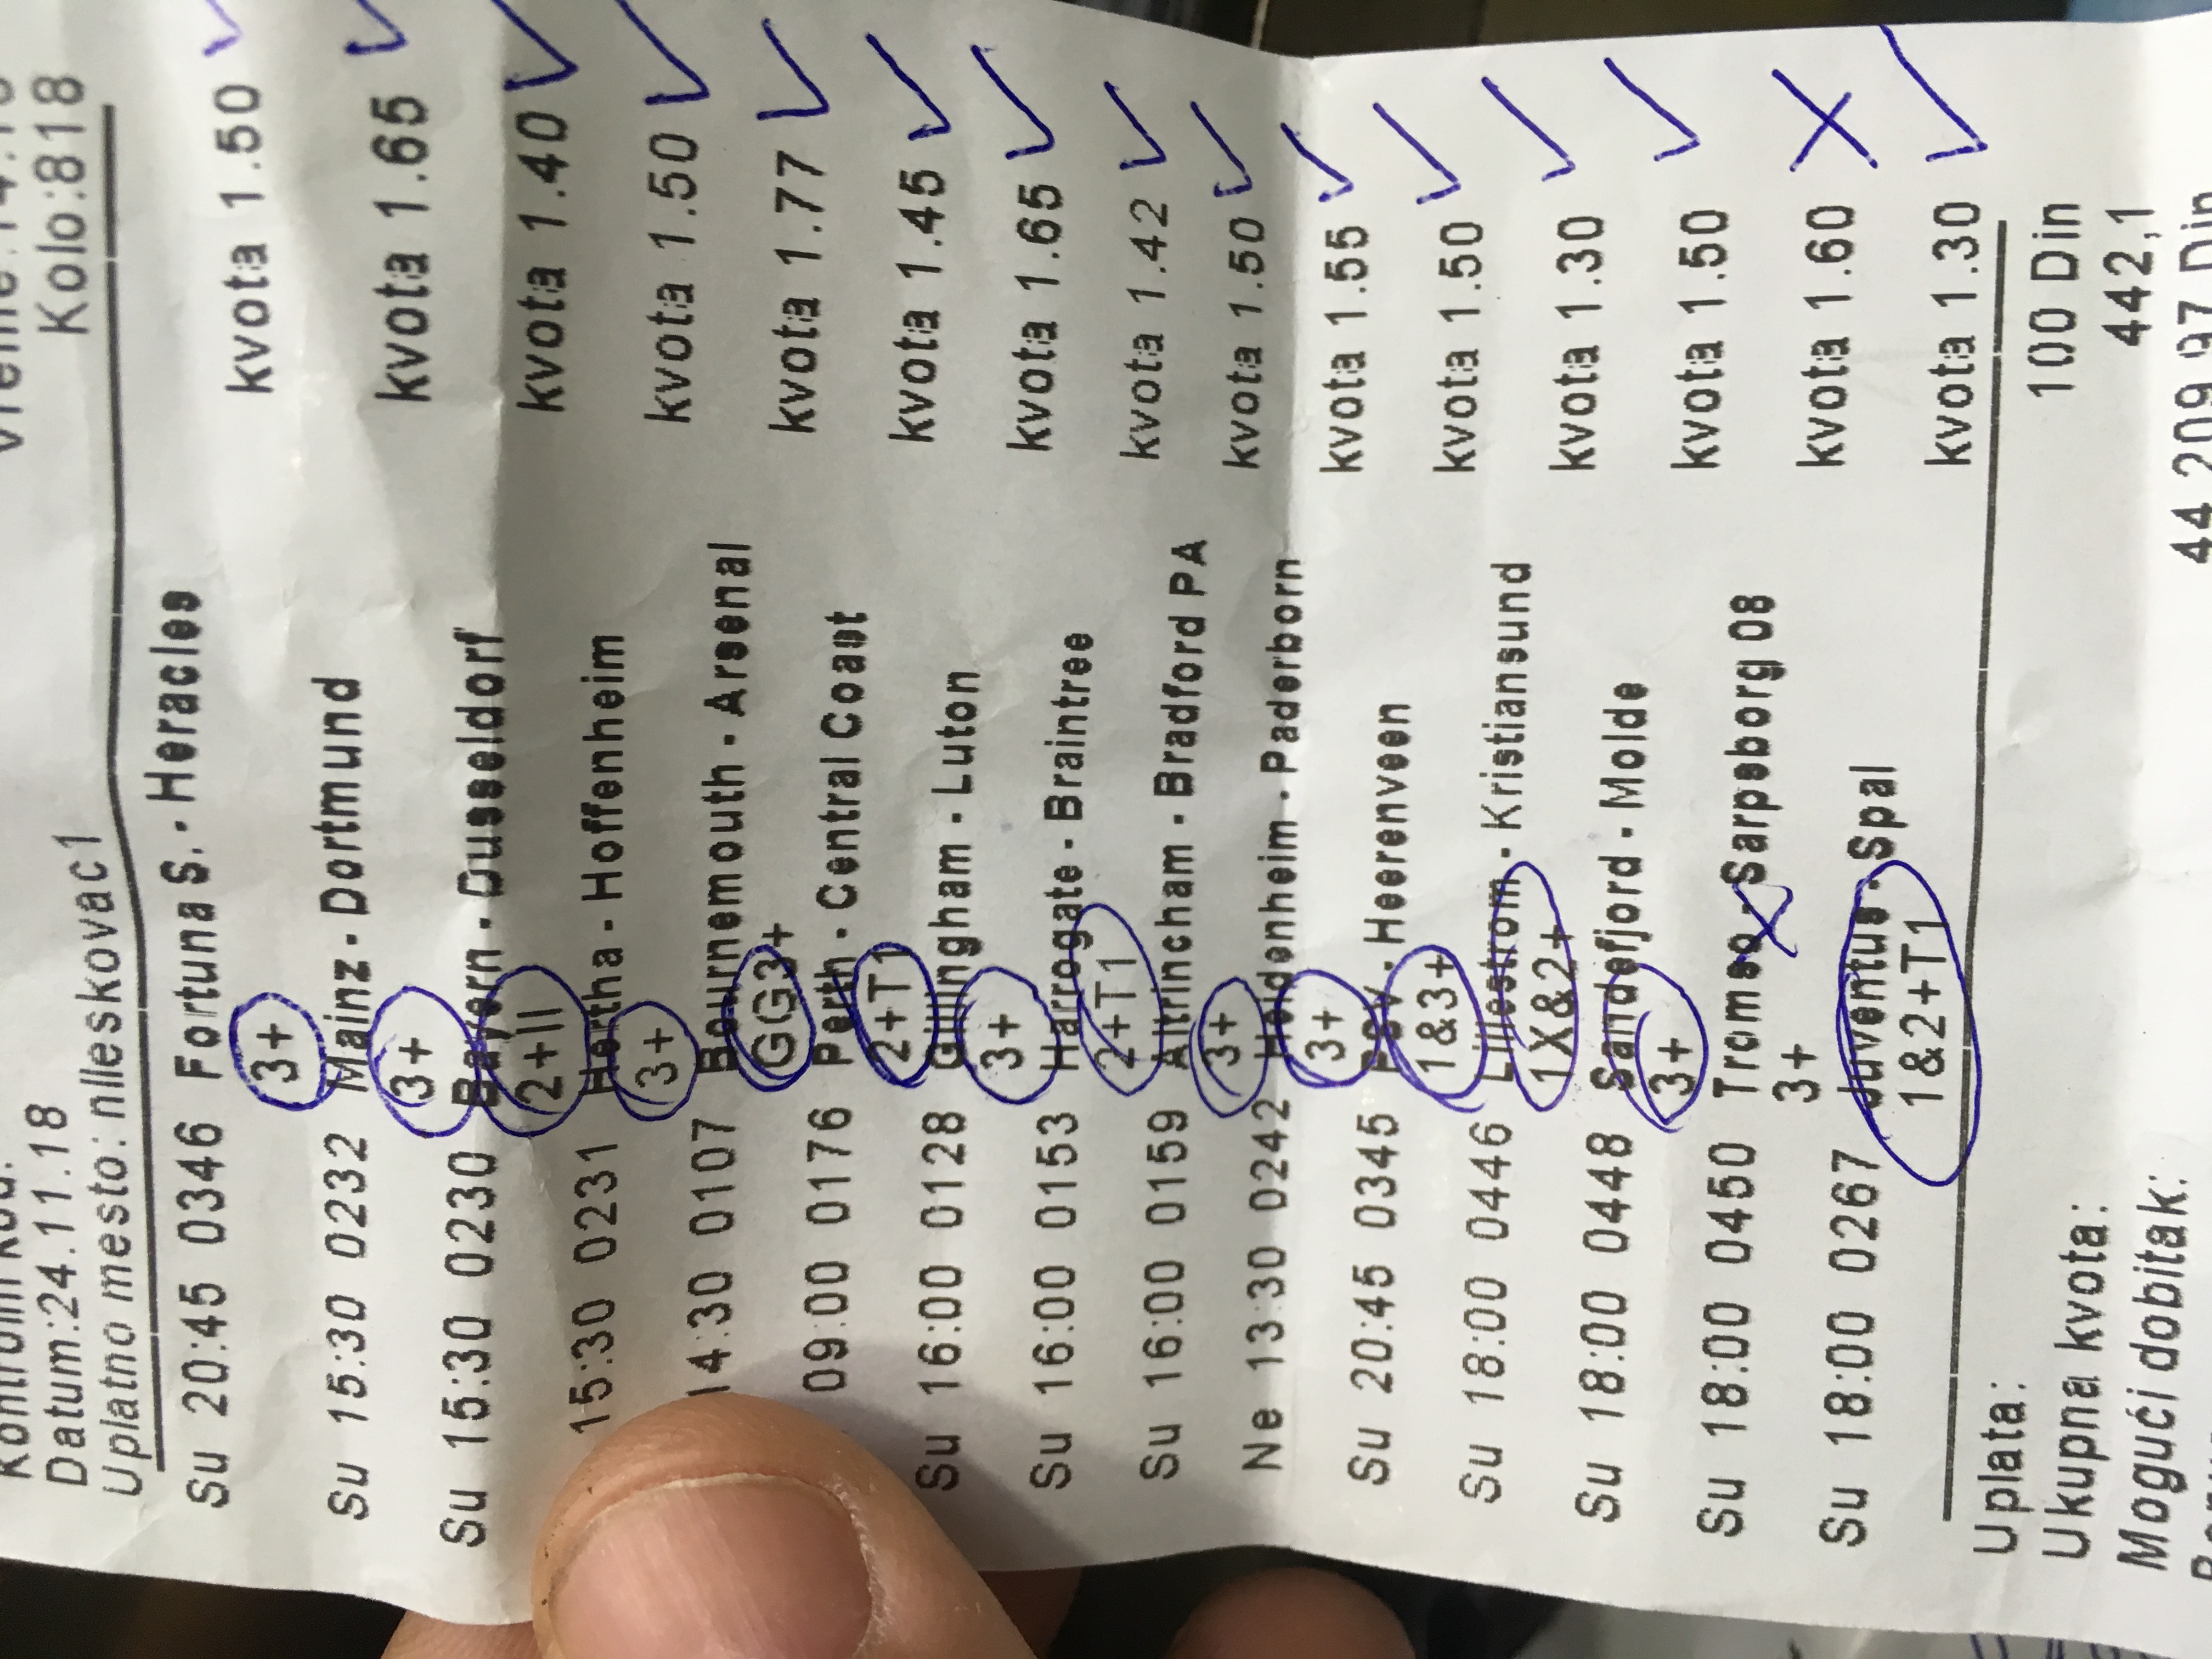 Kolo:818
Datum:24.11.18
Uplatno mesto: nlleskovac1
Su 20:45 0346 Fortuna S. - Heracles
3+ kvota 1.50
Su 15:30 0232 Mainz - Dortmund
3+ kvota 1.65
Su 15:30 0230 Bayern - Dusseldorf
2+II kvota 1.40
15:30 0231 Hertha - Hoffenheim
3+ kvota 1.50
14:30 0107 Bournemouth - Arsenal
GG3+ kvota 1.77
09:00 0176 Perth - Central Coast
2+T1 kvota 1.45
Su 16:00 0128 Gillingham - Luton
3+ kvota 1.65
Su 16:00 0153 Harrogate - Braintree
2+T1 kvota 1.42
Su 16:00 0159 Altrincham - Bradford PA
3+ kvota 1.50
Ne 13:30 0242 Heidenheim - Paderborn
3+ kvota 1.55
Su 20:45 0345 PSV - Heerenveen
1&3+ kvota 1.50
Su 18:00 0446 Lillestrom - Kristiansund
1X&2+ kvota 1.30
Su 18:00 0448 Sandefjord - Molde
3+ kvota 1.50
Su 18:00 0450 Tromso - Sarpsborg 08
3+ kvota 1.60
Su 18:00 0267 Juventus - Spal
1&2+T1 kvota 1.30
Uplata: 100 Din
Ukupna kvota: 442,1
Mogući dobitak: 44 209,97 Din